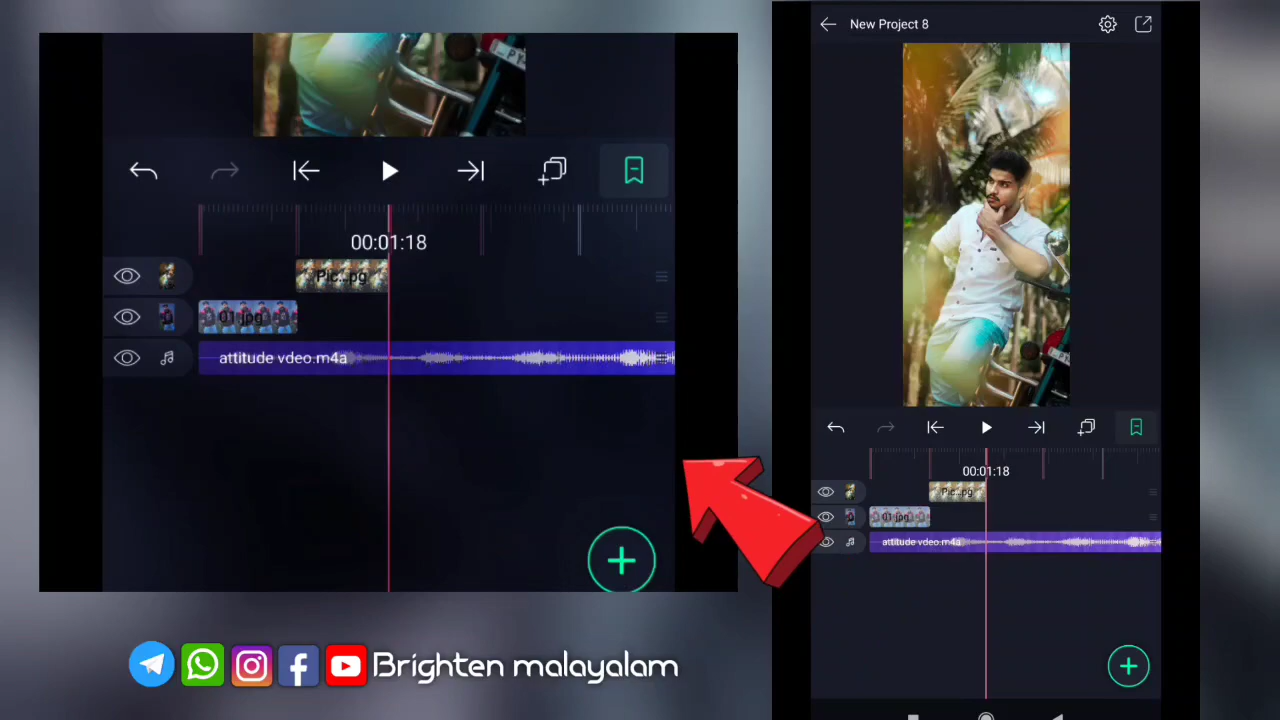 00:01:18
Pic...pg
01.jpg
attitude vdeo.m4a
Brighten malayalam
New Project 8
00:01:18
Pic...pg
01.jpg
attitude vdeo.m4a